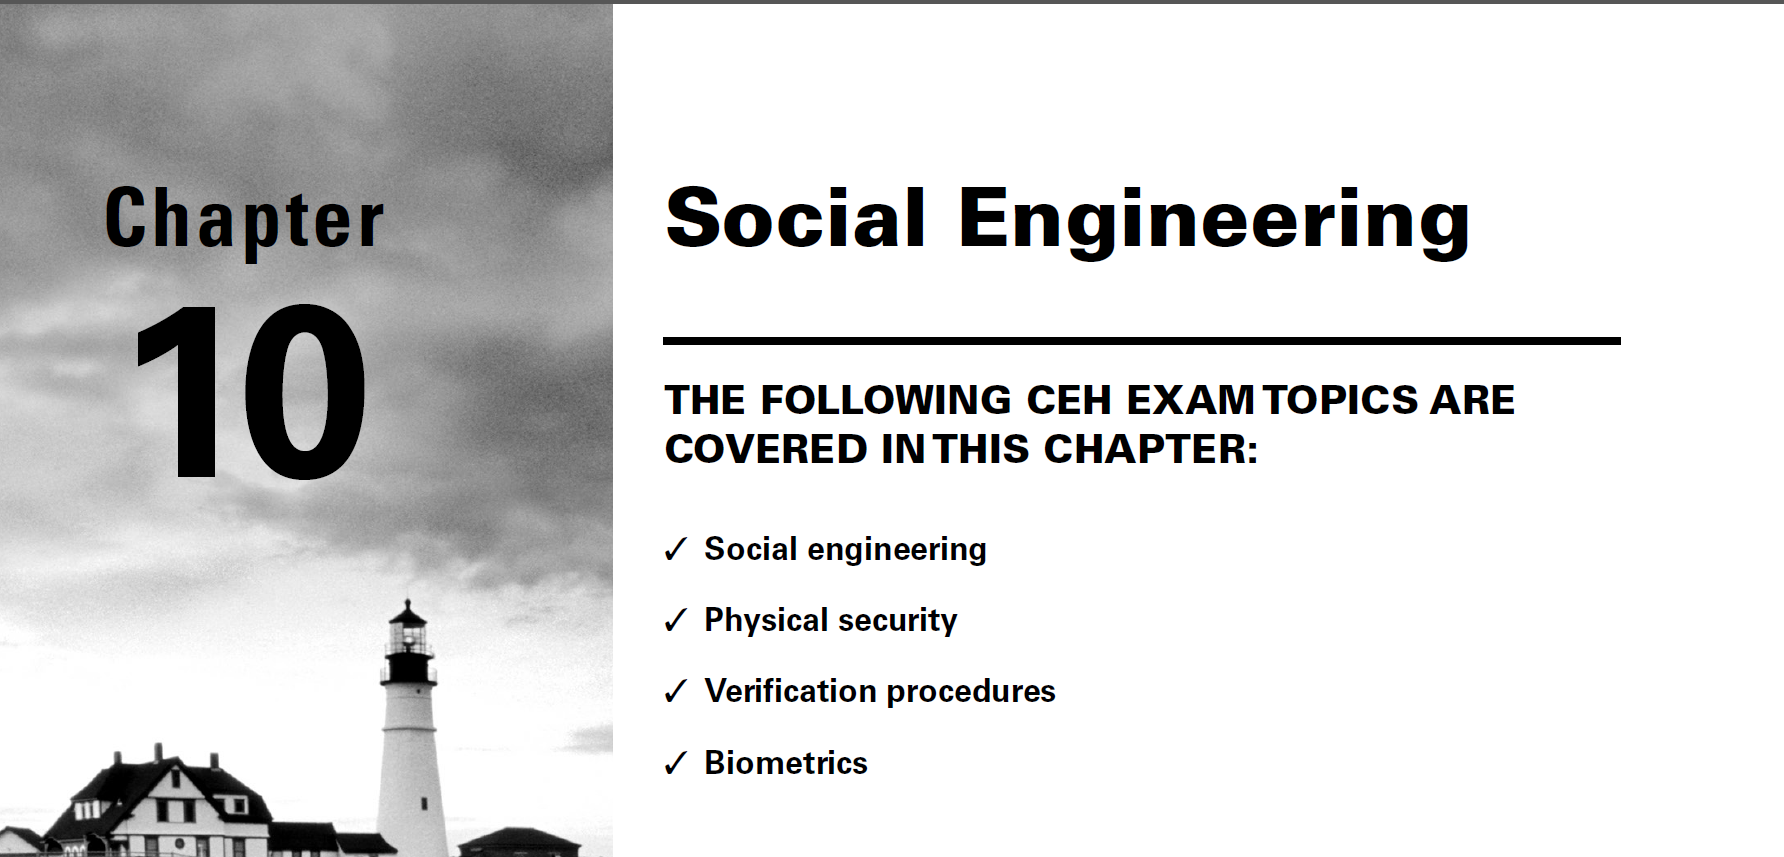 Chapter
10
Social Engineering
THE FOLLOWING CEH EXAM TOPICS ARE
COVERED IN THIS CHAPTER:
✓ Social engineering
✓ Physical security
✓ Verification procedures
✓ Biometrics